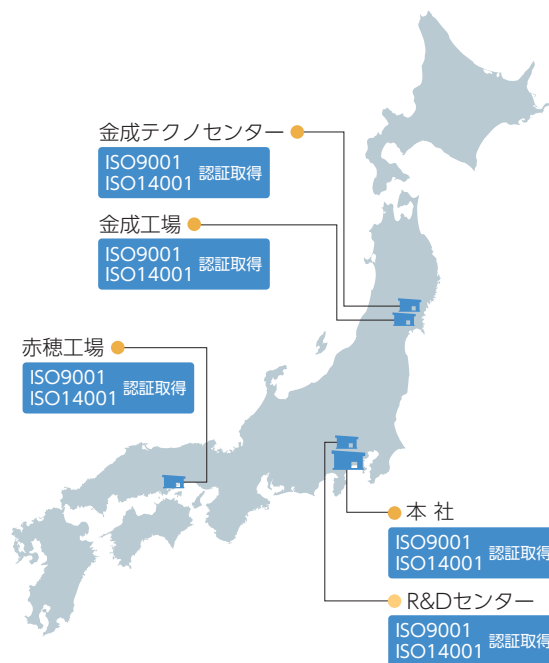 金成テクノセンター
ISO9001
ISO14001 認証取得
金成工場
ISO9001
ISO14001 認証取得
赤穂工場
ISO9001
ISO14001 認証取得
本 社
ISO9001
ISO14001 認証取得
R&Dセンター
ISO9001
ISO14001 認証取得